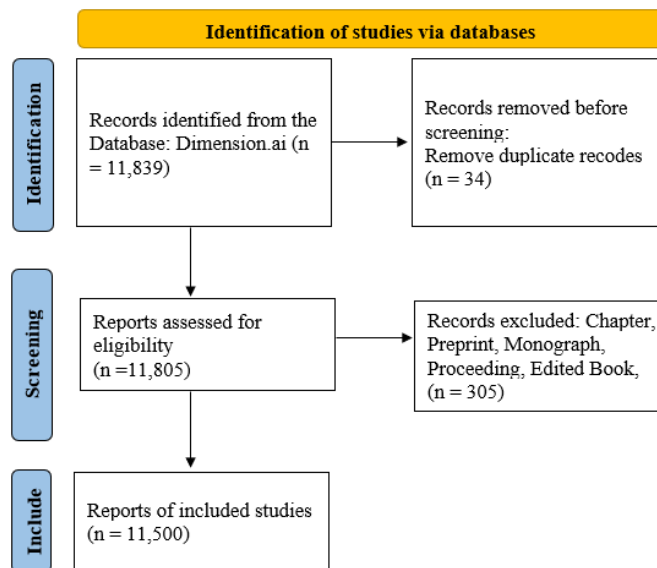 Identification of studies via databases
Identification
Records identified from the
Database: Dimension.ai (n
= 11,839)
Records removed before
screening:
Remove duplicate recodes
(n = 34)
Screening
Reports assessed for
eligibility
(n =11,805)
Records excluded: Chapter,
Preprint, Monograph,
Proceeding, Edited Book,
(n = 305)
Include
Reports of included studies
(n = 11,500)